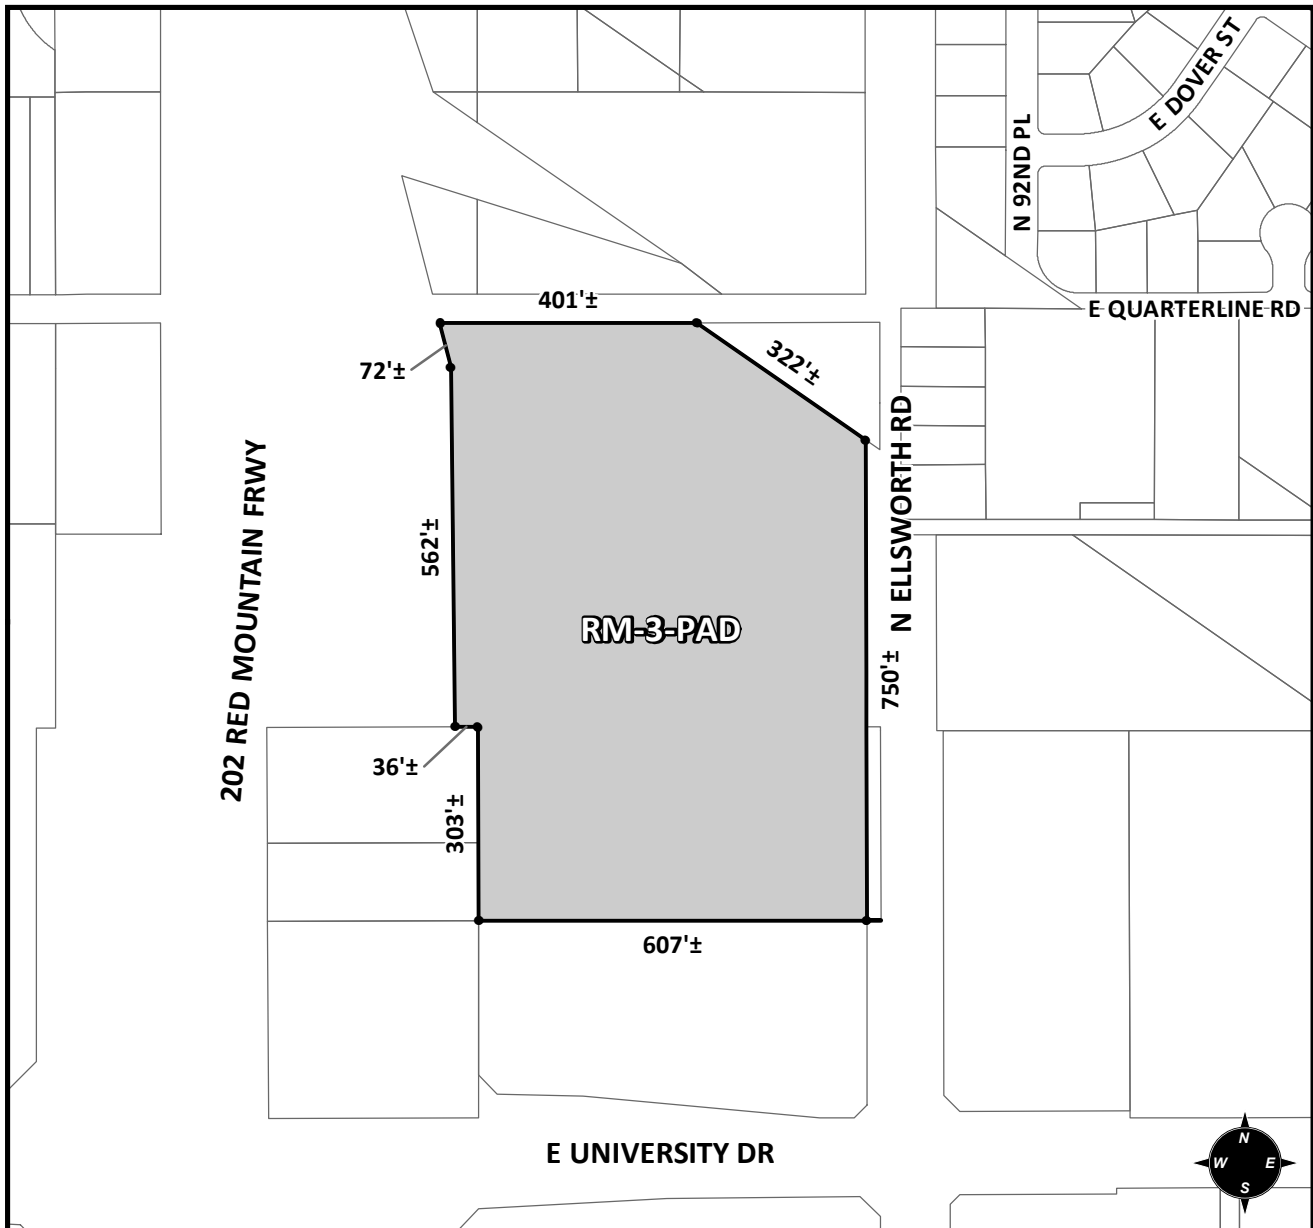 E DOVER ST
N 92ND PL
401'±
E QUARTERLINE RD
322'±
72'±
N ELLSWORTH RD
202 RED MOUNTAIN FRWY
562'±
RM-3-PAD
750'±
36'±
303'±
607'±
E UNIVERSITY DR
N
W E
S